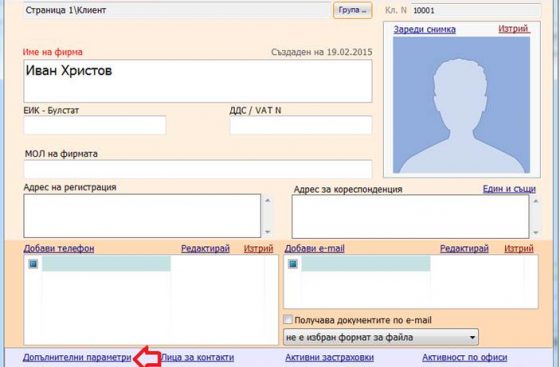 Страница 1\Клиент Група .. Кл. N 10001
Зареди снимка Изтрий
Име на фирма Създаден на 19.02.2015
Иван Христов
ЕИК - Булстат ДДС / VAT N
МОЛ на фирмата
Адрес на регистрация Адрес за кореспонденция Един и същи
Добави телефон Редактирай Изтрий Добави e-mail Редактирай Изтрий
Получава документите по e-mail
не е избран формат за файла
Допълнителни параметри Лица за контакти Активни застраховки Активност по офиси